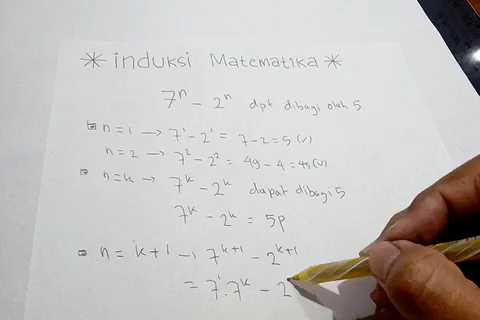 * induksi Matematika *
7ⁿ - 2ⁿ dpt dibagi oleh 5
n = 1 → 7¹ - 2¹ = 7 - 2 = 5 (v)
n = 2 → 7² - 2² = 49 - 4 = 45 (v)
n = k → 7ᵏ - 2ᵏ dapat dibagi 5
7ᵏ - 2ᵏ = 5p
n = k + 1 → 7ᵏ⁺¹ - 2ᵏ⁺¹
= 7¹ . 7ᵏ - 2